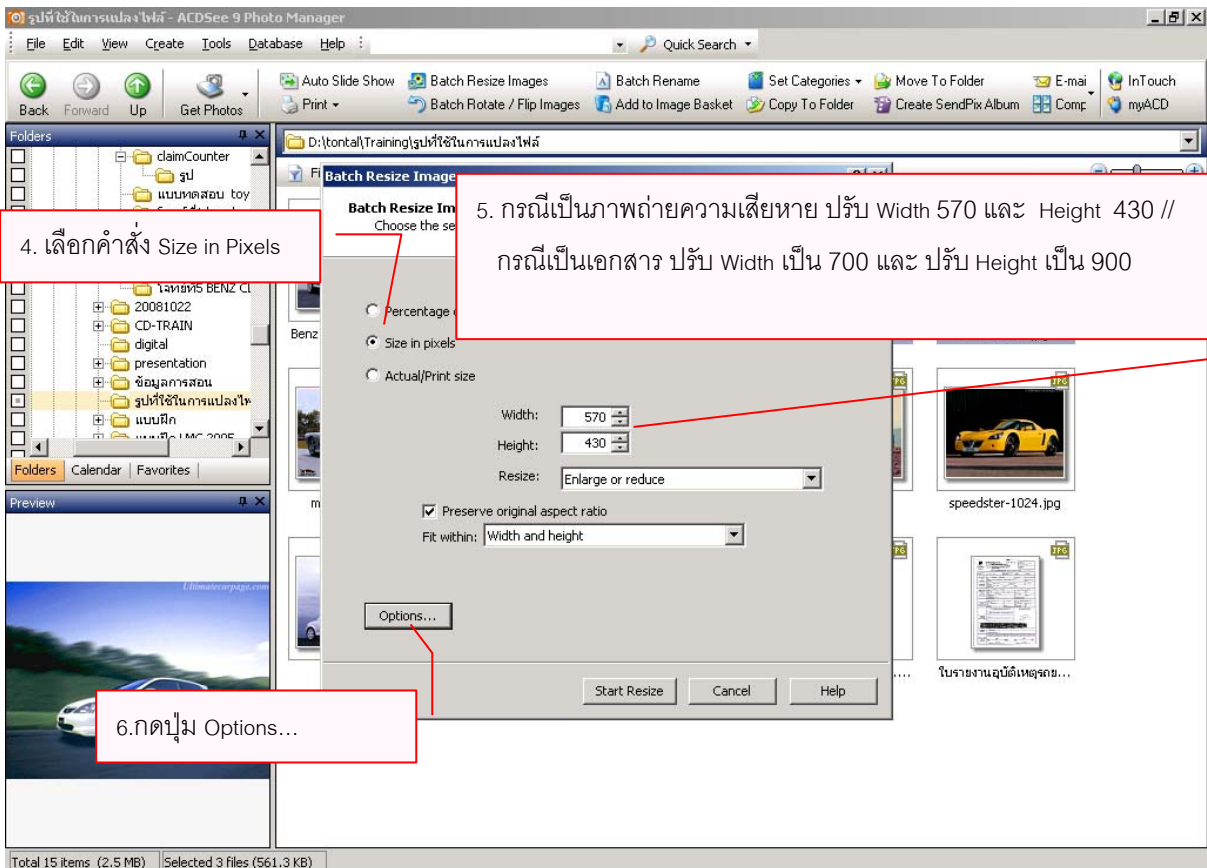 รูปที่ใช้ในการแปลงไฟล์ - ACDSee 9 Photo Manager
File Edit View Create Tools Database Help Quick Search
Auto Slide Show Batch Resize Images Batch Rename Set Categories Move To Folder E-mai InTouch
Back Forward Up Get Photos Print Batch Rotate / Flip Images Add to Image Basket Copy To Folder Create SendPix Album Comp myACD
Folders
D:\tontal\Training\รูปที่ใช้ในการแปลงไฟล์
claimCounter
รูป
แบบทดสอบ toy
4. เลือกคำสั่ง Size in Pixels
โจทย์ที่5 BENZ CL
20081022
CD-TRAIN
digital
presentation
ข้อมูลการสอน
รูปที่ใช้ในการแปลงไฟ
แบบฝึก
Folders Calendar Favorites
Preview
Ultimatecarpage.com
Fi
Batch Resize Image
Batch Resize Im
Choose the se
5. กรณีเป็นภาพถ่ายความเสียหาย ปรับ Width 570 และ Height 430 //
กรณีเป็นเอกสาร ปรับ Width เป็น 700 และ ปรับ Height เป็น 900
Percentage
Benz
Size in pixels
Actual/Print size
Width: 570
Height: 430
Resize: Enlarge or reduce
Preserve original aspect ratio
Fit within: Width and height
Options...
Start Resize Cancel Help
6.กดปุ่ม Options...
m
JPG
speedster-1024.jpg
JPG
ใบรายงานอุบัติเหตุรถย...
Total 15 items (2.5 MB) Selected 3 files (561.3 KB)